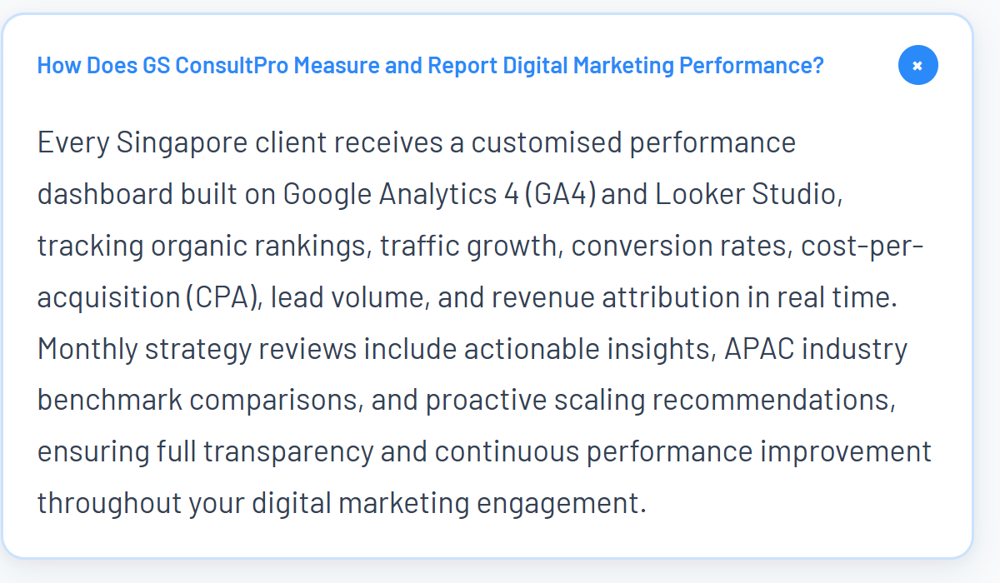 How Does GS ConsultPro Measure and Report Digital Marketing Performance?
Every Singapore client receives a customised performance
dashboard built on Google Analytics 4 (GA4) and Looker Studio,
tracking organic rankings, traffic growth, conversion rates, cost-per-
acquisition (CPA), lead volume, and revenue attribution in real time.
Monthly strategy reviews include actionable insights, APAC industry
benchmark comparisons, and proactive scaling recommendations,
ensuring full transparency and continuous performance improvement
throughout your digital marketing engagement.